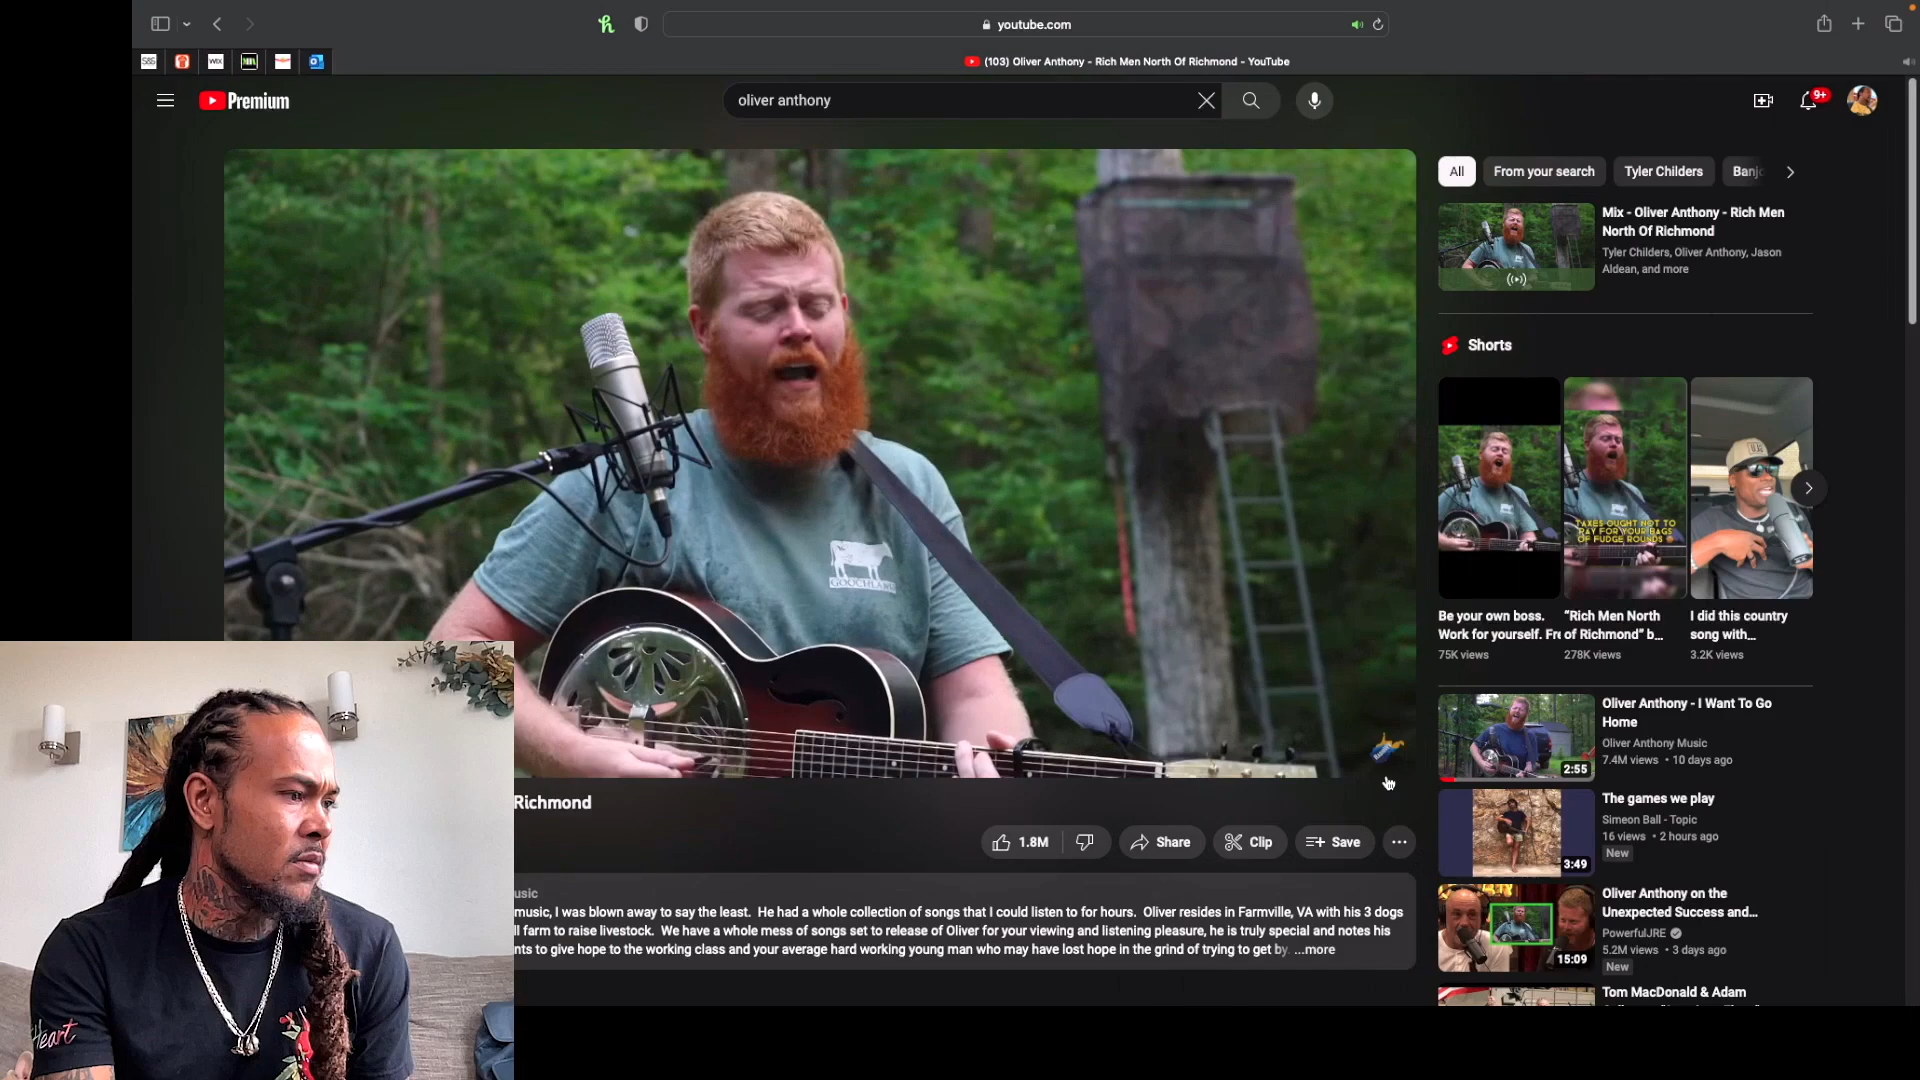 youtube.com
S&S
WIX
(103) Oliver Anthony - Rich Men North Of Richmond - YouTube
Premium
oliver anthony
9+
All
From your search
Tyler Childers
Banjo
Mix - Oliver Anthony - Rich Men
North Of Richmond
Tyler Childers, Oliver Anthony, Jason
Aldean, and more
Shorts
TAXES OUGHT NOT TO
PAY FOR YOUR BAGS
OF FUDGE ROUNDS
Be your own boss.
Work for yourself. Fre
75K views
“Rich Men North
of Richmond” b...
278K views
I did this country
song with...
3.2K views
GOOCHLAND
Heart
Richmond
1.8M
Share
Clip
Save
usic
music, I was blown away to say the least. He had a whole collection of songs that I could listen to for hours. Oliver resides in Farmville, VA with his 3 dogs
ll farm to raise livestock. We have a whole mess of songs set to release of Oliver for your viewing and listening pleasure, he is truly special and notes his
nts to give hope to the working class and your average hard working young man who may have lost hope in the grind of trying to get by. ...more
2:55
Oliver Anthony - I Want To Go
Home
Oliver Anthony Music
7.4M views • 10 days ago
3:49
The games we play
Simeon Ball - Topic
16 views • 2 hours ago
New
15:09
Oliver Anthony on the
Unexpected Success and...
PowerfulJRE
5.2M views • 3 days ago
New
Tom MacDonald & Adam